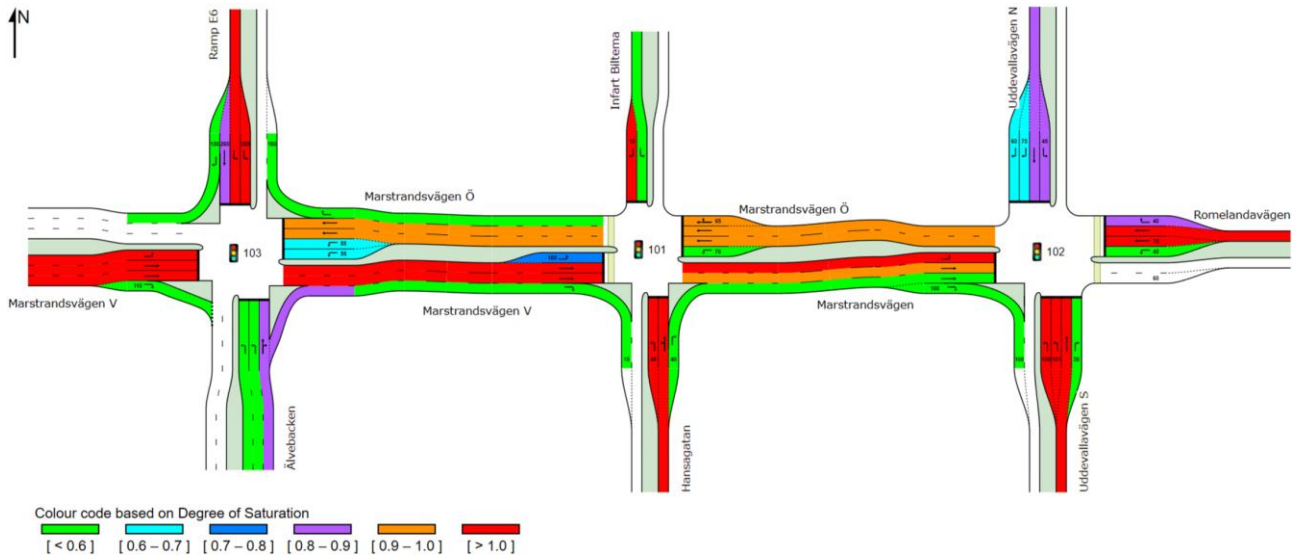 N
Ramp E6
Infart Biltema
Uddevallavägen N
Marstrandsvägen Ö
Marstrandsvägen Ö
Romelandavägen
103
101
102
Marstrandsvägen V
Marstrandsvägen V
Marstrandsvägen
Älvebacken
Hansagatan
Uddevallavägen S
Colour code based on Degree of Saturation
[ < 0.6 ] [ 0.6 – 0.7 ] [ 0.7 – 0.8 ] [ 0.8 – 0.9 ] [ 0.9 – 1.0 ] [ > 1.0 ]